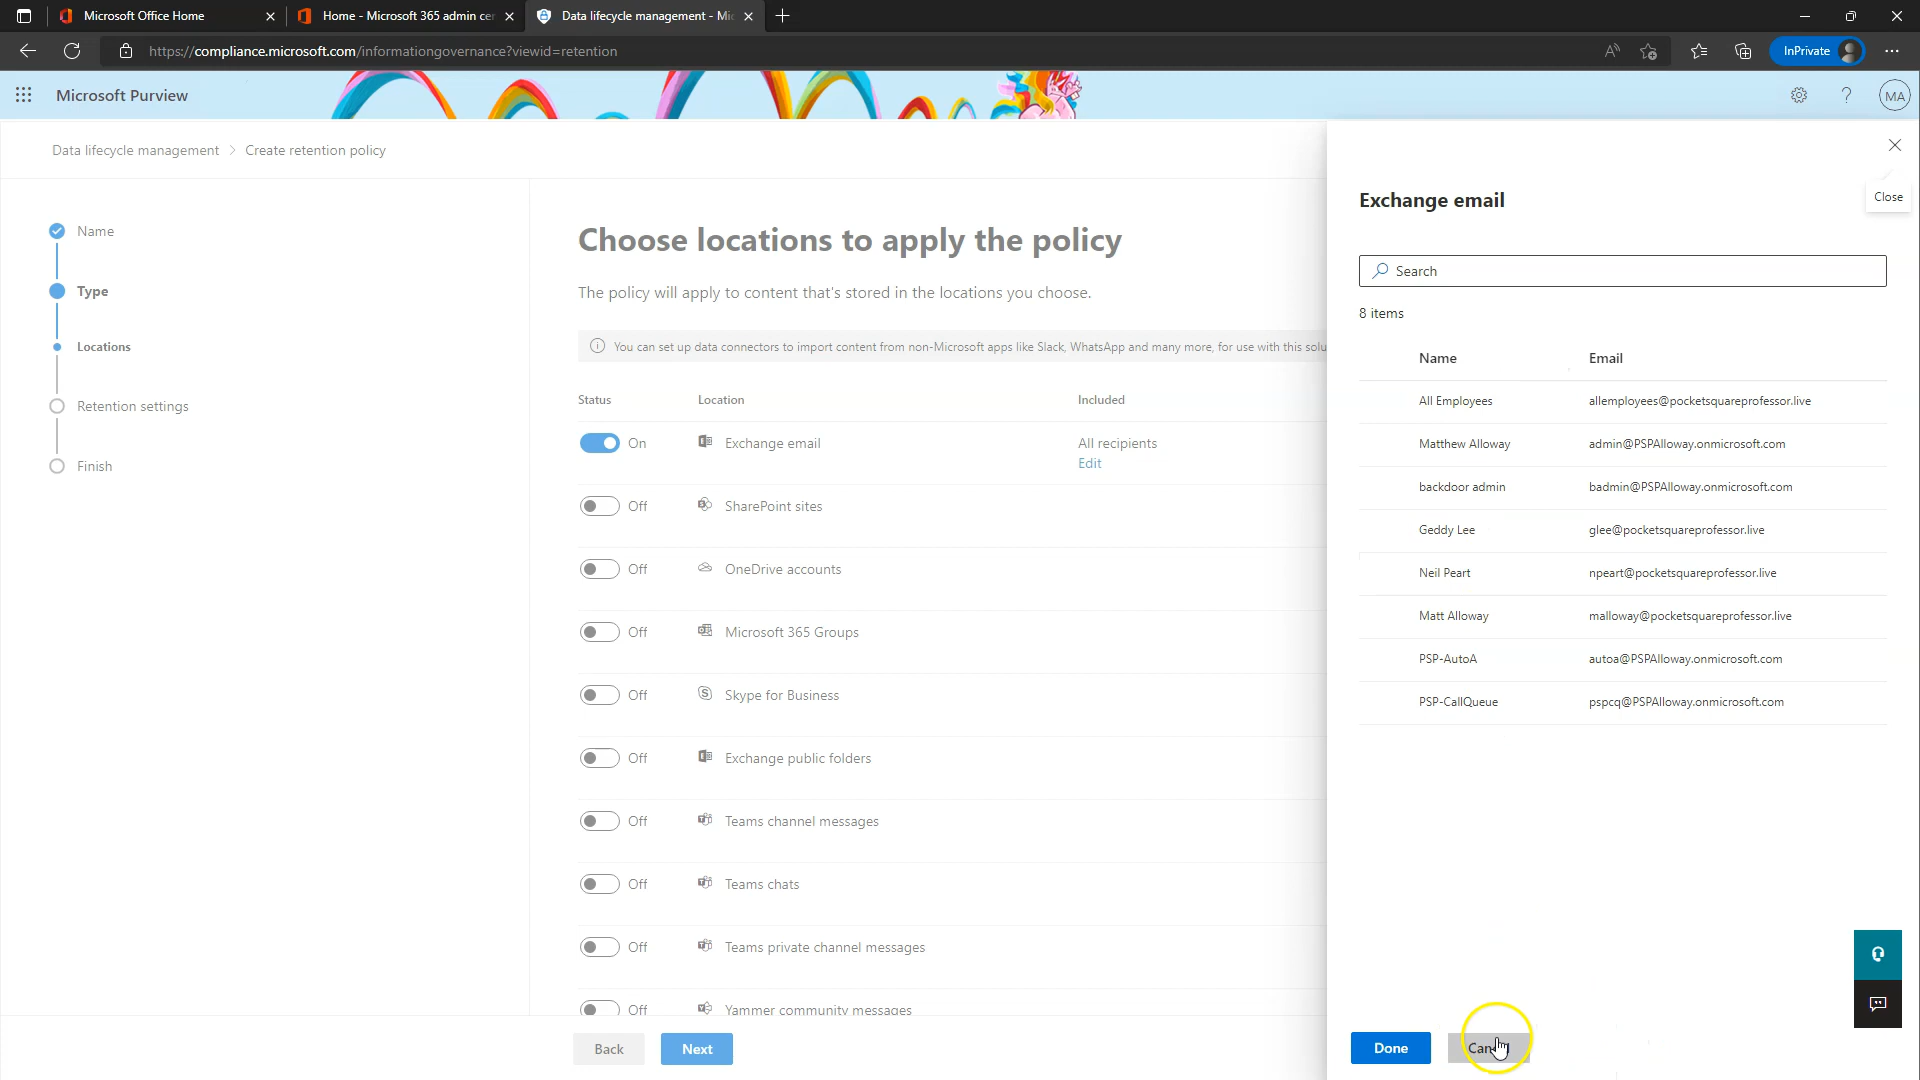 Microsoft Office Home
Home - Microsoft 365 admin cer
Data lifecycle management - Mic
https://compliance.microsoft.com/informationgovernance?viewid=retention
InPrivate
Microsoft Purview
MA
Data lifecycle management > Create retention policy
Name
Type
Locations
Retention settings
Finish
Choose locations to apply the policy
The policy will apply to content that's stored in the locations you choose.
You can set up data connectors to import content from non-Microsoft apps like Slack, WhatsApp and many more, for use with this solu
Status Location Included
On Exchange email All recipients
Edit
Off SharePoint sites
Off OneDrive accounts
Off Microsoft 365 Groups
Off Skype for Business
Off Exchange public folders
Off Teams channel messages
Off Teams chats
Off Teams private channel messages
Off Yammer community messages
Back Next
Close
Exchange email
Search
8 items
Name Email
All Employees allemployees@pocketsquareprofessor.live
Matthew Alloway admin@PSPAlloway.onmicrosoft.com
backdoor admin badmin@PSPAlloway.onmicrosoft.com
Geddy Lee glee@pocketsquareprofessor.live
Neil Peart npeart@pocketsquareprofessor.live
Matt Alloway malloway@pocketsquareprofessor.live
PSP-AutoA autoa@PSPAlloway.onmicrosoft.com
PSP-CallQueue pspcq@PSPAlloway.onmicrosoft.com
Done Cancel